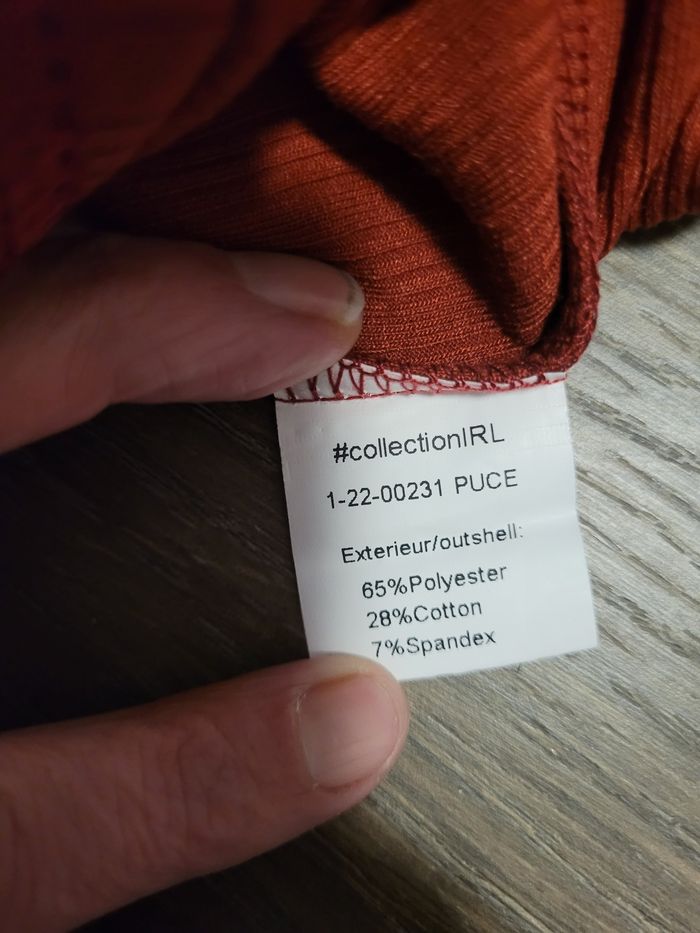 #collectionIRL
1-22-00231 PUCE
Exterieur/outshell:
65%Polyester
28%Cotton
7%Spandex